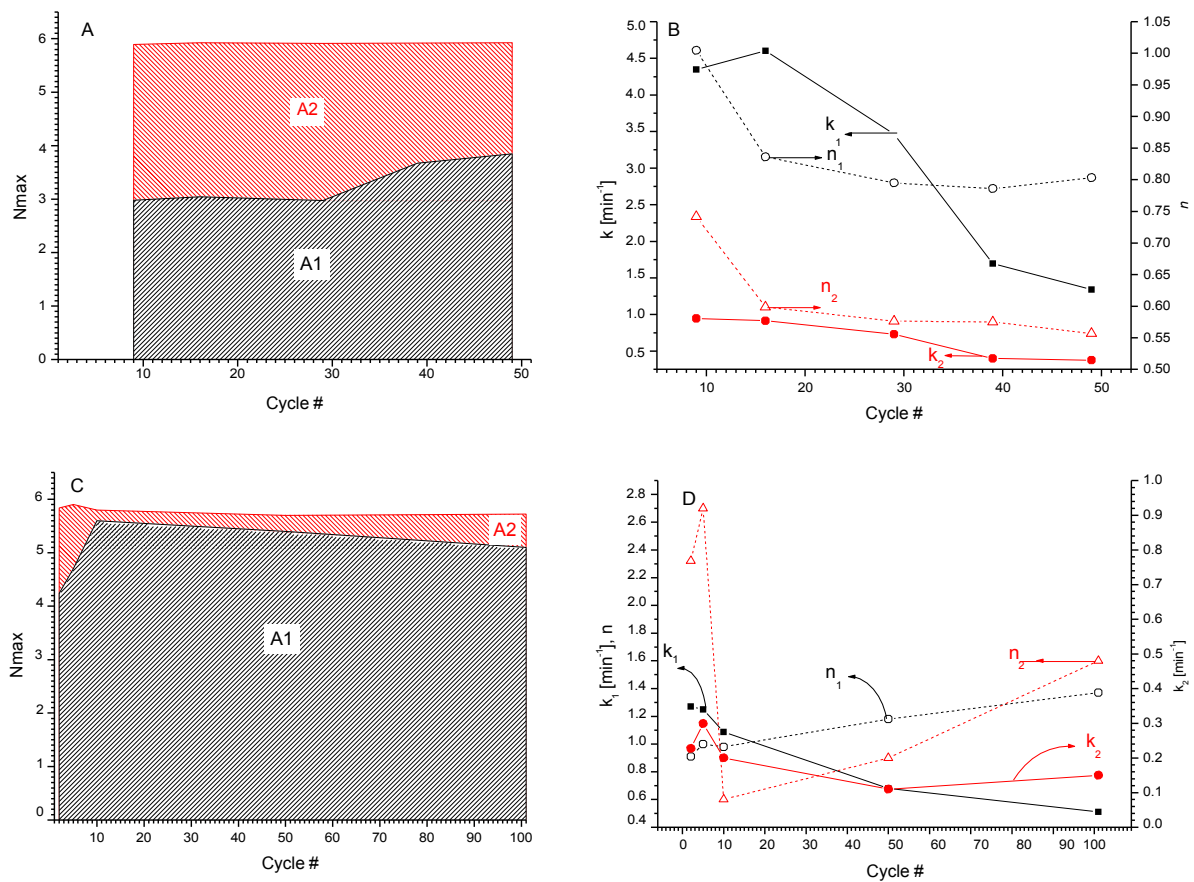 A
6
5
4
3
2
1
0
Nmax
A2
A1
10 20 30 40 50
Cycle #
B
5.0
4.5
4.0
3.5
3.0
2.5
2.0
1.5
1.0
0.5
k [min⁻¹]
k₁
n₁
n₂
k₂
1.05
1.00
0.95
0.90
0.85
0.80
0.75
0.70
0.65
0.60
0.55
0.50
n
10 20 30 40 50
Cycle #
C
6
5
4
3
2
1
0
Nmax
A2
A1
10 20 30 40 50 60 70 80 90 100
Cycle #
D
2.8
2.6
2.4
2.2
2.0
1.8
1.6
1.4
1.2
1.0
0.8
0.6
0.4
k₁ [min⁻¹], n
k₁
n₁
n₂
k₂
1.0
0.9
0.8
0.7
0.6
0.5
0.4
0.3
0.2
0.1
0.0
k₂ [min⁻¹]
0 10 20 30 40 50 60 70 80 90 100
Cycle #